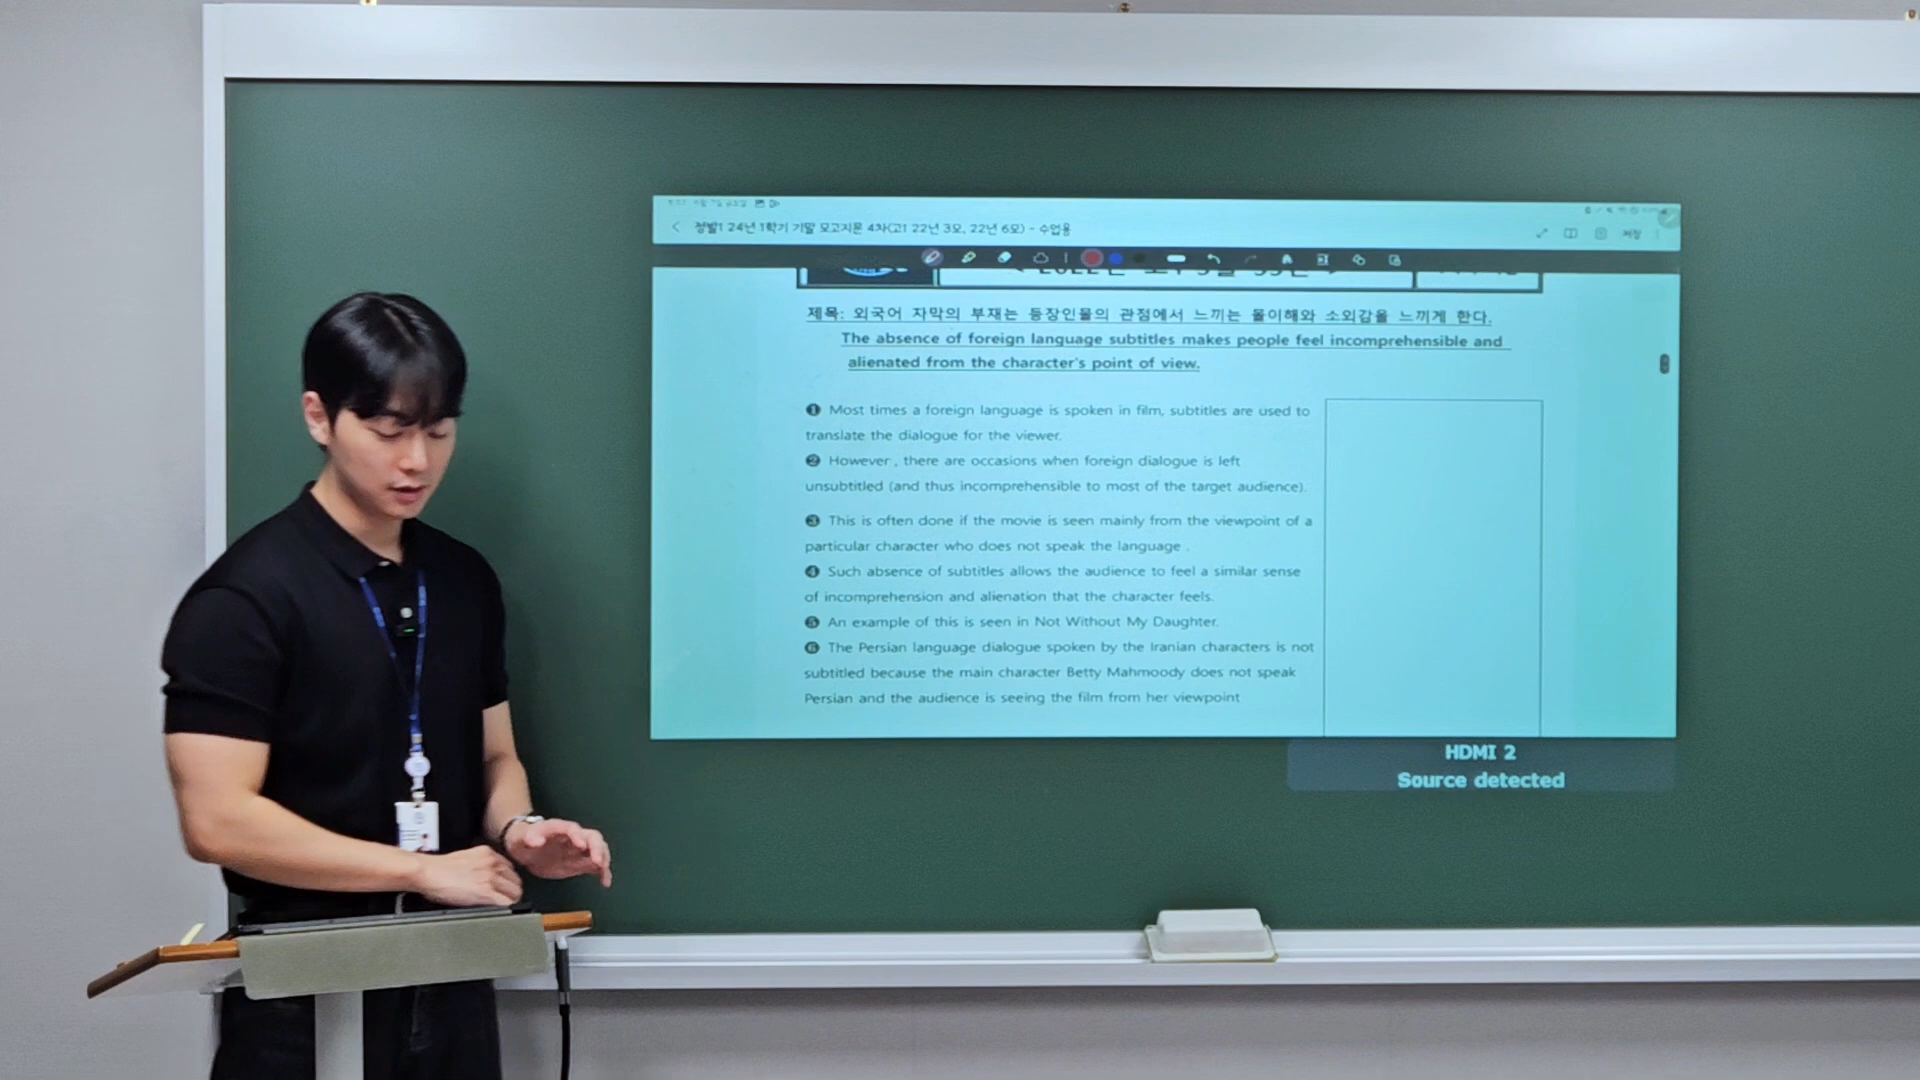 정발1 24년 1학기 기말 모고지문 4차(고1 22년 3모, 22년 6모) - 수업용
저장
제목: 외국어 자막의 부재는 등장인물의 관점에서 느끼는 몰이해와 소외감을 느끼게 한다.
The absence of foreign language subtitles makes people feel incomprehensible and
alienated from the character's point of view.
❶ Most times a foreign language is spoken in film, subtitles are used to
translate the dialogue for the viewer.
❷ However , there are occasions when foreign dialogue is left
unsubtitled (and thus incomprehensible to most of the target audience).
❸ This is often done if the movie is seen mainly from the viewpoint of a
particular character who does not speak the language .
❹ Such absence of subtitles allows the audience to feel a similar sense
of incomprehension and alienation that the character feels.
❺ An example of this is seen in Not Without My Daughter.
❻ The Persian language dialogue spoken by the Iranian characters is not
subtitled because the main character Betty Mahmoody does not speak
Persian and the audience is seeing the film from her viewpoint
HDMI 2
Source detected